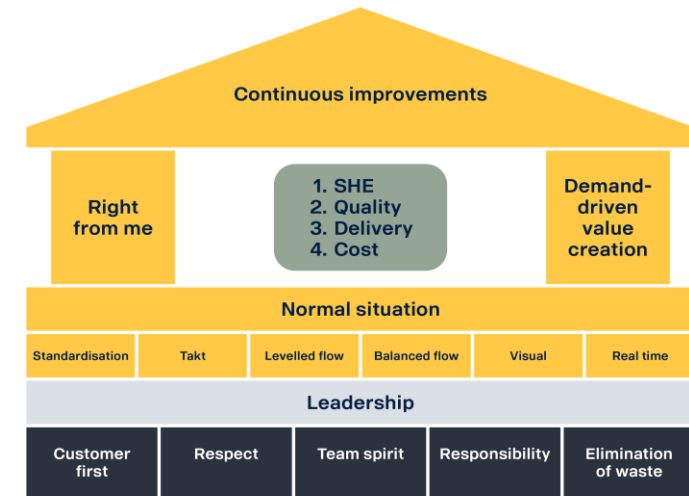 Continuous improvements
Right
from me
1. SHE
2. Quality
3. Delivery
4. Cost
Demand-
driven
value
creation
Normal situation
Standardisation
Takt
Levelled flow
Balanced flow
Visual
Real time
Leadership
Customer
first
Respect
Team spirit
Responsibility
Elimination
of waste